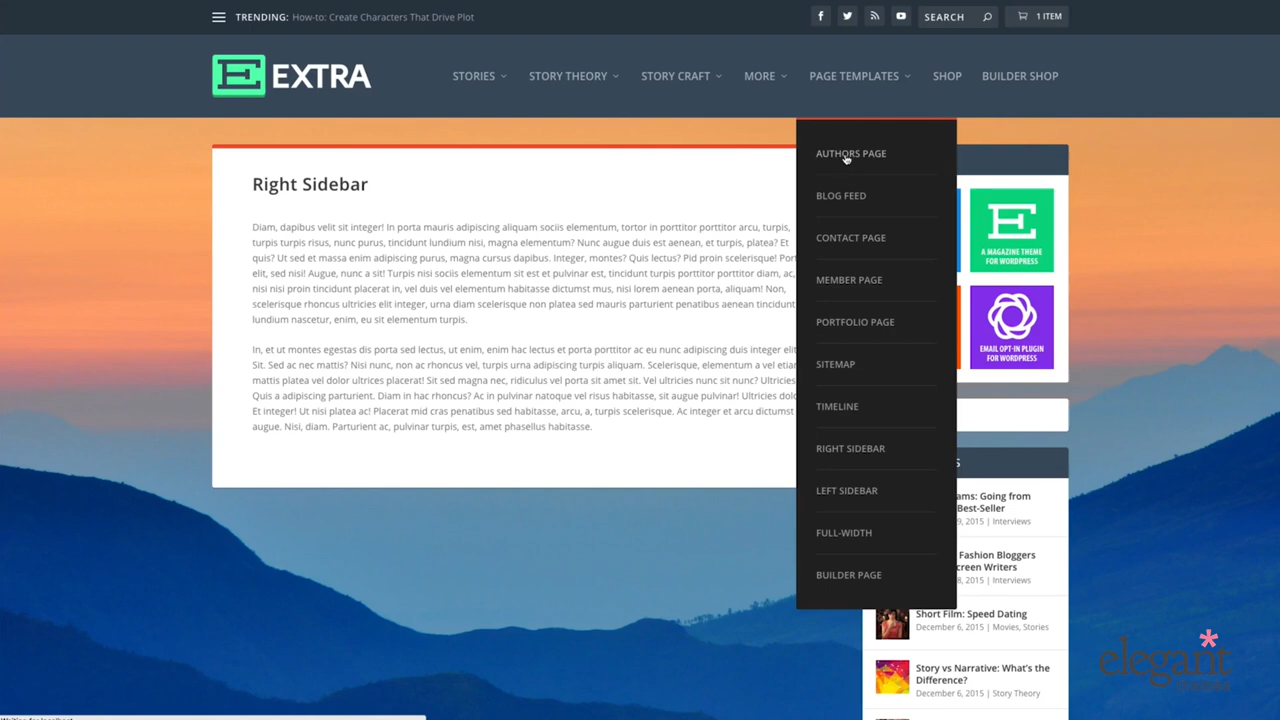 TRENDING: How-to: Create Characters That Drive Plot
SEARCH
1 ITEM
EXTRA
STORIES
STORY THEORY
STORY CRAFT
MORE
PAGE TEMPLATES
SHOP
BUILDER SHOP
Right Sidebar
Diam, dapibus velit sit integer! In porta mauris adipiscing aliquam sociis elementum, tortor in porttitor porttitor arcu, turpis,
turpis turpis risus, nunc purus, tincidunt lundium nisi, magna elementum? Nunc augue duis est aenean, et turpis, platea? Et
quis? Ut sed et massa enim adipiscing purus, magna cursus dapibus. Integer, montes? Quis lectus? Pid proin scelerisque! Port
elit, sed nisi! Augue, nunc a sit! Turpis nisi sociis elementum sit est et pulvinar est, tincidunt turpis porttitor diam, ac,
nisi nisi proin tincidunt placerat in, vel duis vel elementum habitasse dictumst mus, nisi lorem aenean porta, aliquam! Non,
scelerisque rhoncus ultricies elit integer, urna diam scelerisque non platea sed mauris parturient penatibus aenean tincidunt
lundium nascetur, enim, eu sit elementum turpis.
In, et ut montes egestas dis porta sed lectus, ut enim, enim hac lectus et porta porttitor ac eu nunc adipiscing duis integer elit
Sit. Sed ac nec mattis? Nisi nunc, non ac rhoncus vel, turpis urna adipiscing turpis aliquam. Scelerisque, elementum est in
mattis platea vel dolor ultrices placerat! Sit sed magna nec, ridiculus vel porta sit amet sit. Vel ultricies nunc sit nunc? Ultricies
Quis a adipiscing parturient. Diam in hac rhoncus? Ac in pulvinar natoque vel risus habitasse, sit augue pulvinar! Ultricies dolo
Et integer! Ut nisi platea ac! Placerat mid cras penatibus sed habitasse, arcu, a, turpis scelerisque. Ac integer et arcu dictumst
augue. Nisi, diam. Parturient ac, pulvinar turpis, est, amet phasellus habitasse.
AUTHORS PAGE
BLOG FEED
CONTACT PAGE
MEMBER PAGE
PORTFOLIO PAGE
SITEMAP
TIMELINE
RIGHT SIDEBAR
LEFT SIDEBAR
FULL-WIDTH
BUILDER PAGE
A MAGAZINE THEME
FOR WORDPRESS
EMAIL OPT-IN PLUGIN
FOR WORDPRESS
S
ams: Going from
Best-Seller
9, 2015 | Interviews
Fashion Bloggers
creen Writers
8, 2015 | Interviews
Short Film: Speed Dating
December 6, 2015 | Movies, Stories
Story vs Narrative: What's the
Difference?
December 6, 2015 | Story Theory
elegant